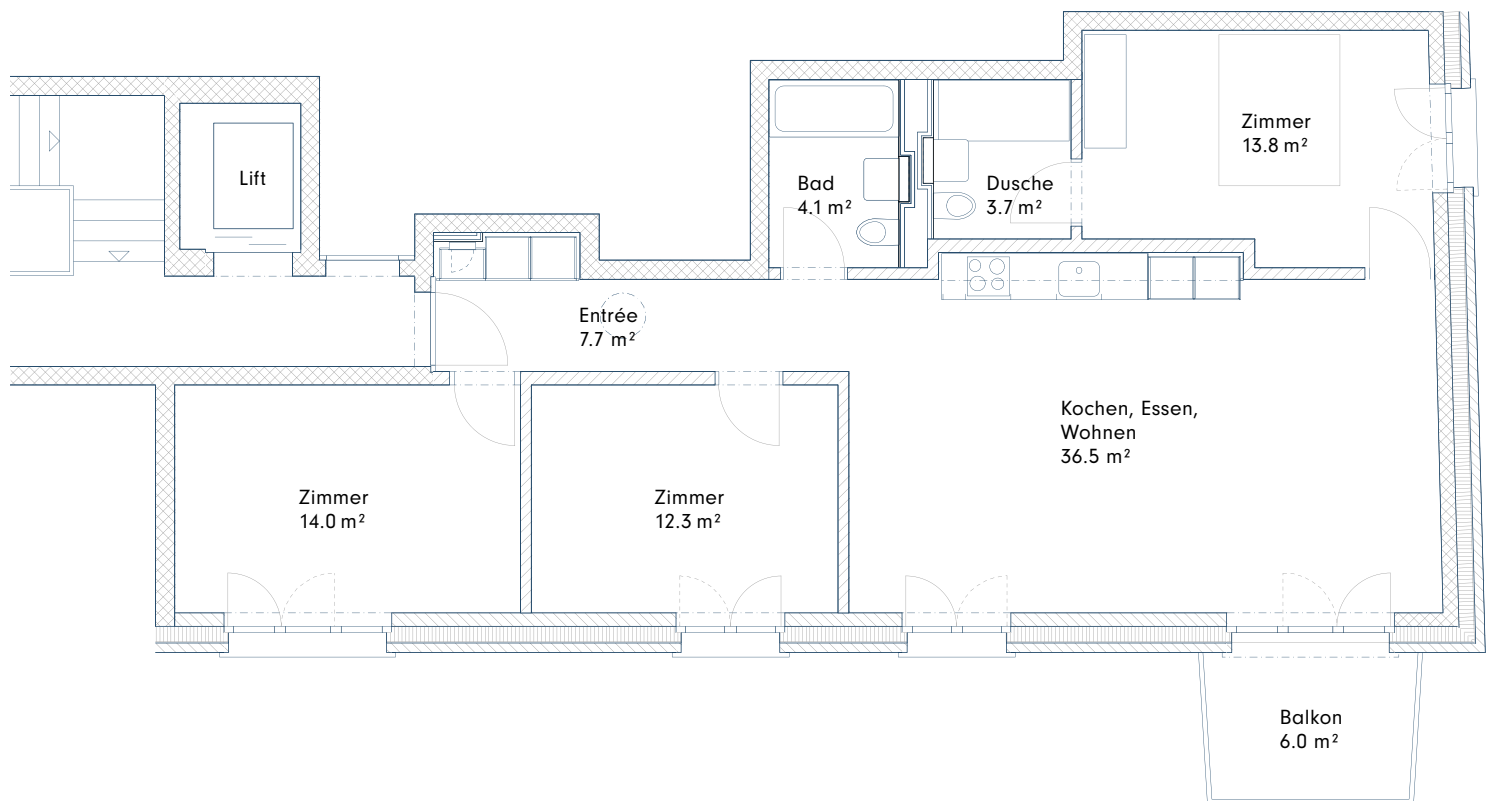 Zimmer
13.8 m²
Lift
Bad
4.1 m²
Dusche
3.7 m²
Entrée
7.7 m²
Kochen, Essen,
Wohnen
36.5 m²
Zimmer
14.0 m²
Zimmer
12.3 m²
Balkon
6.0 m²